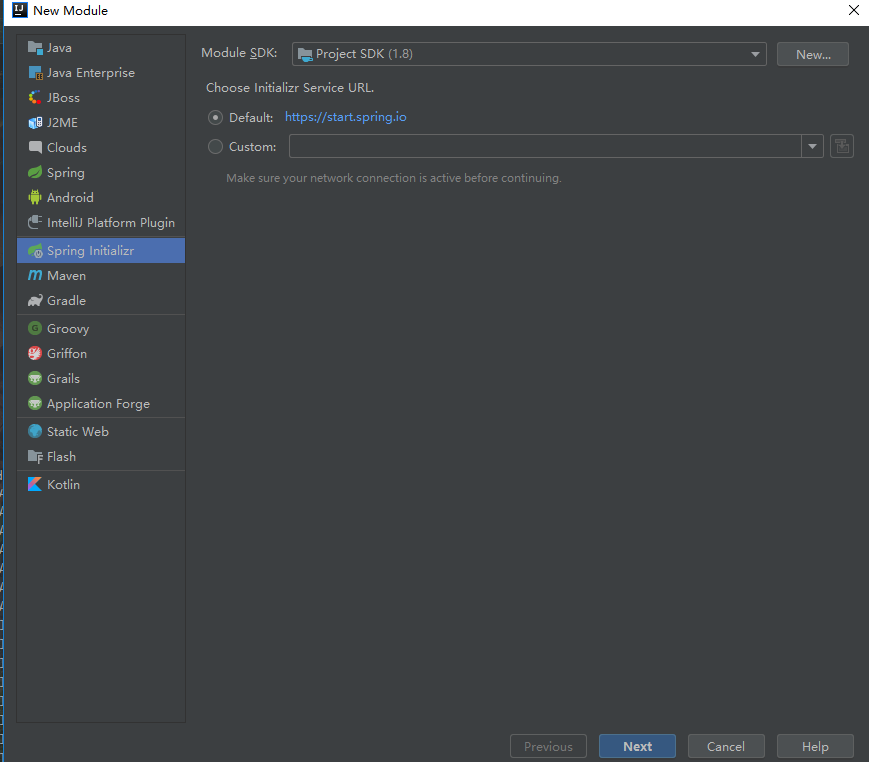 New Module
Java
Java Enterprise
JBoss
J2ME
Clouds
Spring
Android
IntelliJ Platform Plugin
Spring Initializr
Maven
Gradle
Groovy
Griffon
Grails
Application Forge
Static Web
Flash
Kotlin
Module SDK: Project SDK (1.8) New...
Choose Initializr Service URL.
Default: https://start.spring.io
Custom:
Make sure your network connection is active before continuing.
Previous Next Cancel Help